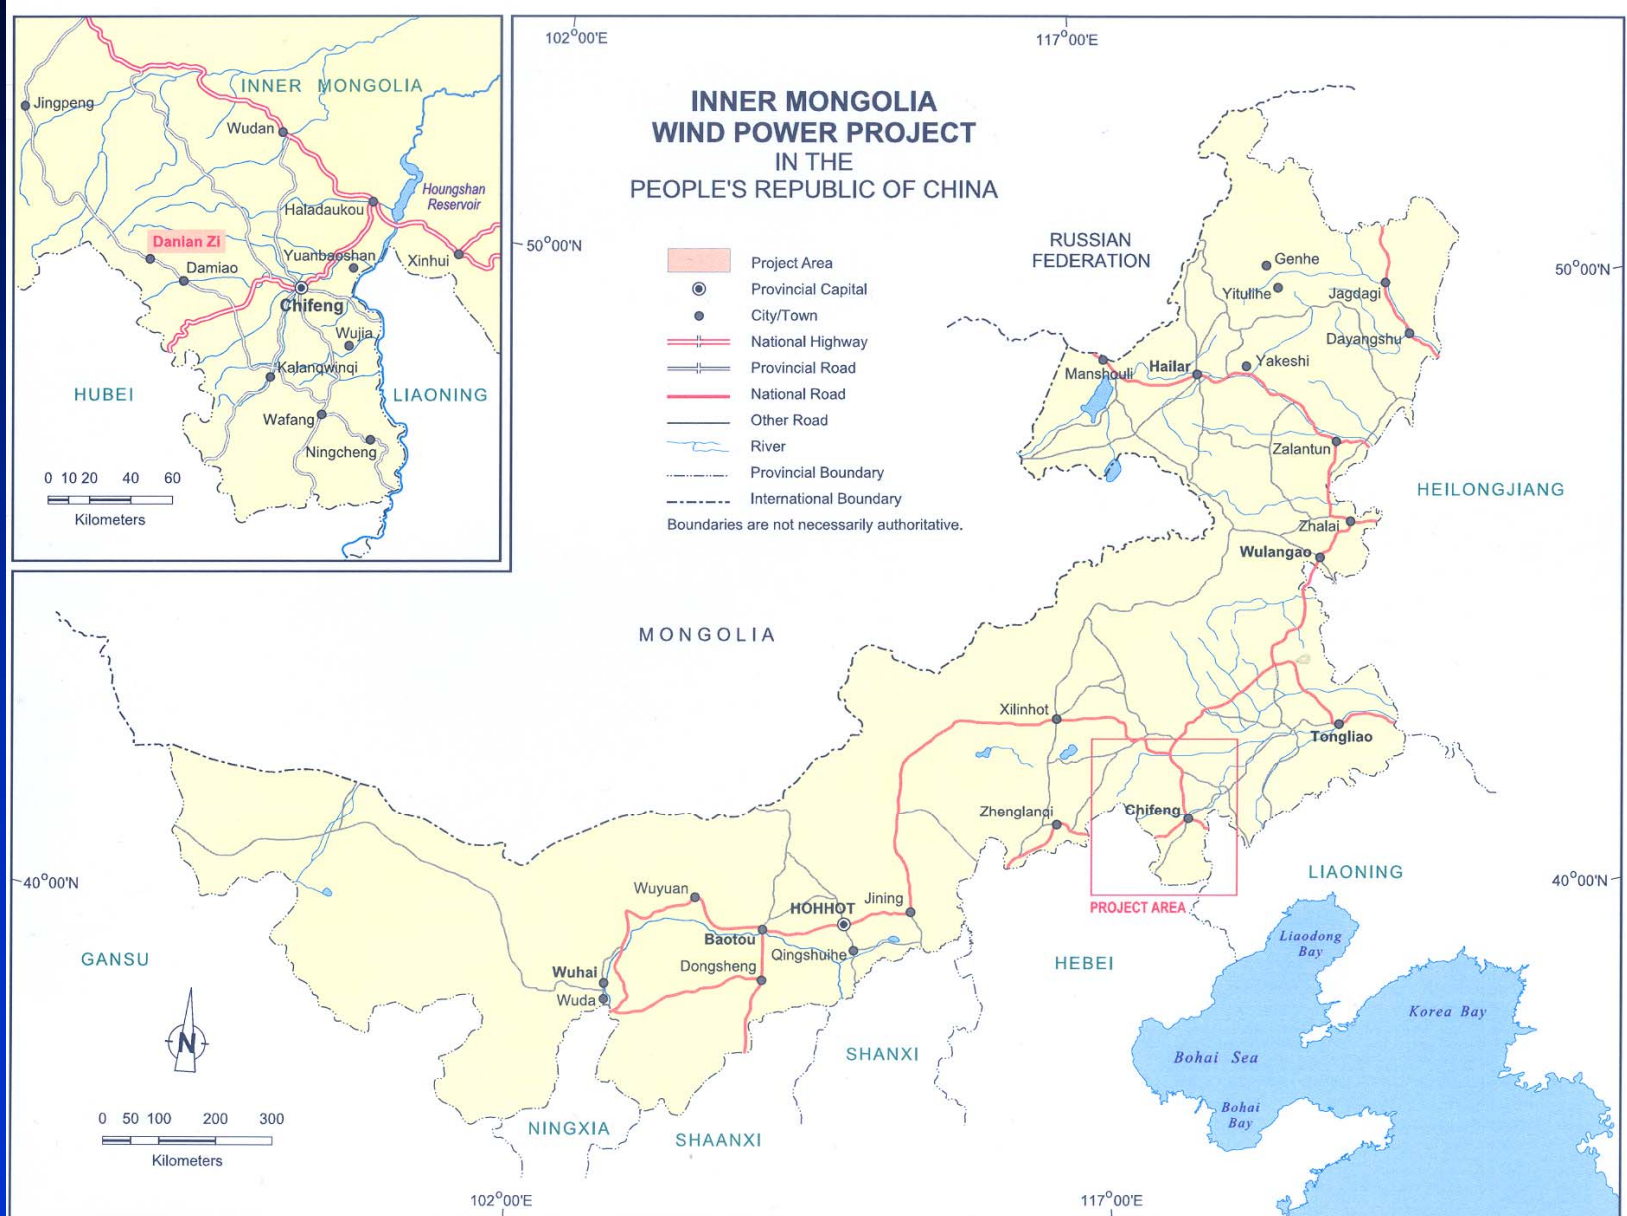 INNER MONGOLIA
Jingpeng
Wudan
Houngshan
Reservoir
Haladaukou
Danian Zi
Damiao
Yuanbaoshan
Xinhui
Chifeng
Wujia
Kalanqwinqi
HUBEI
LIAONING
Wafang
Ningcheng
0 10 20 40 60
Kilometers
102°00'E
117°00'E
INNER MONGOLIA
WIND POWER PROJECT
IN THE
PEOPLE'S REPUBLIC OF CHINA
50°00'N
50°00'N
Project Area
Provincial Capital
City/Town
National Highway
Provincial Road
National Road
Other Road
River
Provincial Boundary
International Boundary
Boundaries are not necessarily authoritative.
RUSSIAN
FEDERATION
Genhe
Yitulihe
Jagdagi
Dayangshu
Manshouli
Hailar
Yakeshi
Zalantun
HEILONGJIANG
Zhalai
Wulangao
MONGOLIA
Xilinhot
Tongliao
Zhenglanqi
Chifeng
PROJECT AREA
LIAONING
40°00'N
40°00'N
Wuyuan
HOHHOT
Jining
Baotou
Qingshuihe
Dongsheng
Wuhai
Wuda
GANSU
HEBEI
Liaodong
Bay
Korea Bay
Bohai Sea
Bohai
Bay
N
SHANXI
NINGXIA
SHAANXI
0 50 100 200 300
Kilometers
102°00'E
117°00'E